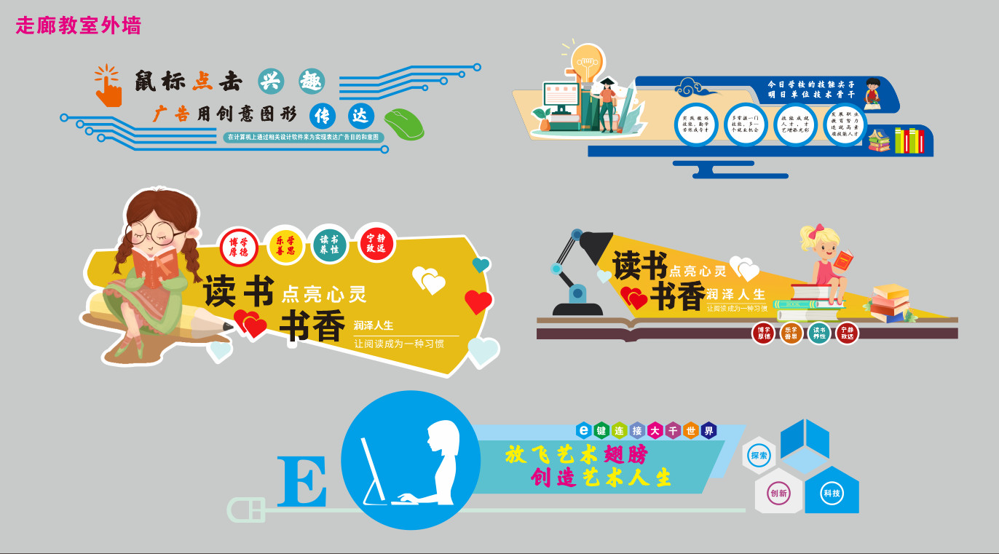 走廊教室外墙
鼠标点击 兴趣
广告用创意图形 传达
在计算机上通过相关设计软件来为实现表达广告目的和意图
今日学校的技能尖子
明日单位技术骨干
实践锻炼
技能，勤学
苦练成专才
多掌握一门
技能，多一
个就业机会
技能成就
人才，才
艺增添光彩
发展职业
教育努力
造就高素
质技能人才
博学
厚德
乐学
善思
读书
养性
宁静
致远
读书 点亮心灵
书香 润泽人生
让阅读成为一种习惯
读书 点亮心灵
书香 润泽人生
让阅读成为一种习惯
BOOK
博学
厚德
乐学
善思
读书
养性
宁静
致远
E
e键连接大千世界
放飞艺术翅膀
创造艺术人生
探索
创新
科技